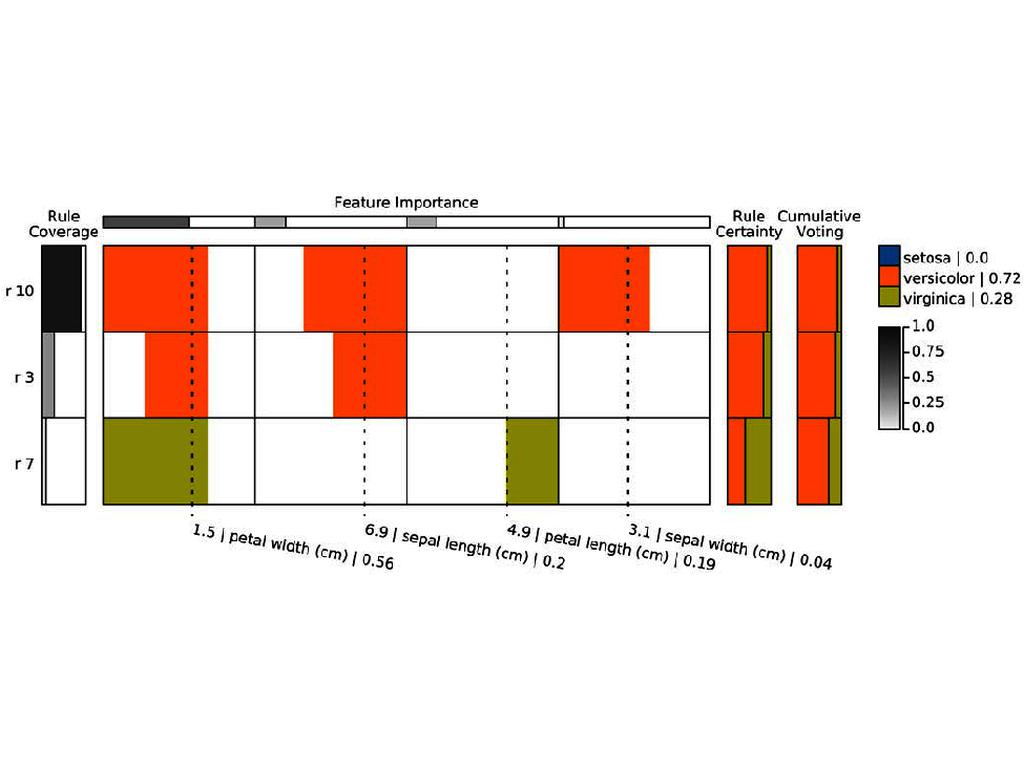 Feature Importance
Rule
Coverage
Rule
Certainty
Cumulative
Voting
r 10
r 3
r 7
setosa | 0.0
versicolor | 0.72
virginica | 0.28
1.0
0.75
0.5
0.25
0.0
1.5 | petal width (cm) | 0.56
6.9 | sepal length (cm) | 0.2
4.9 | petal length (cm) | 0.19
3.1 | sepal width (cm) | 0.04